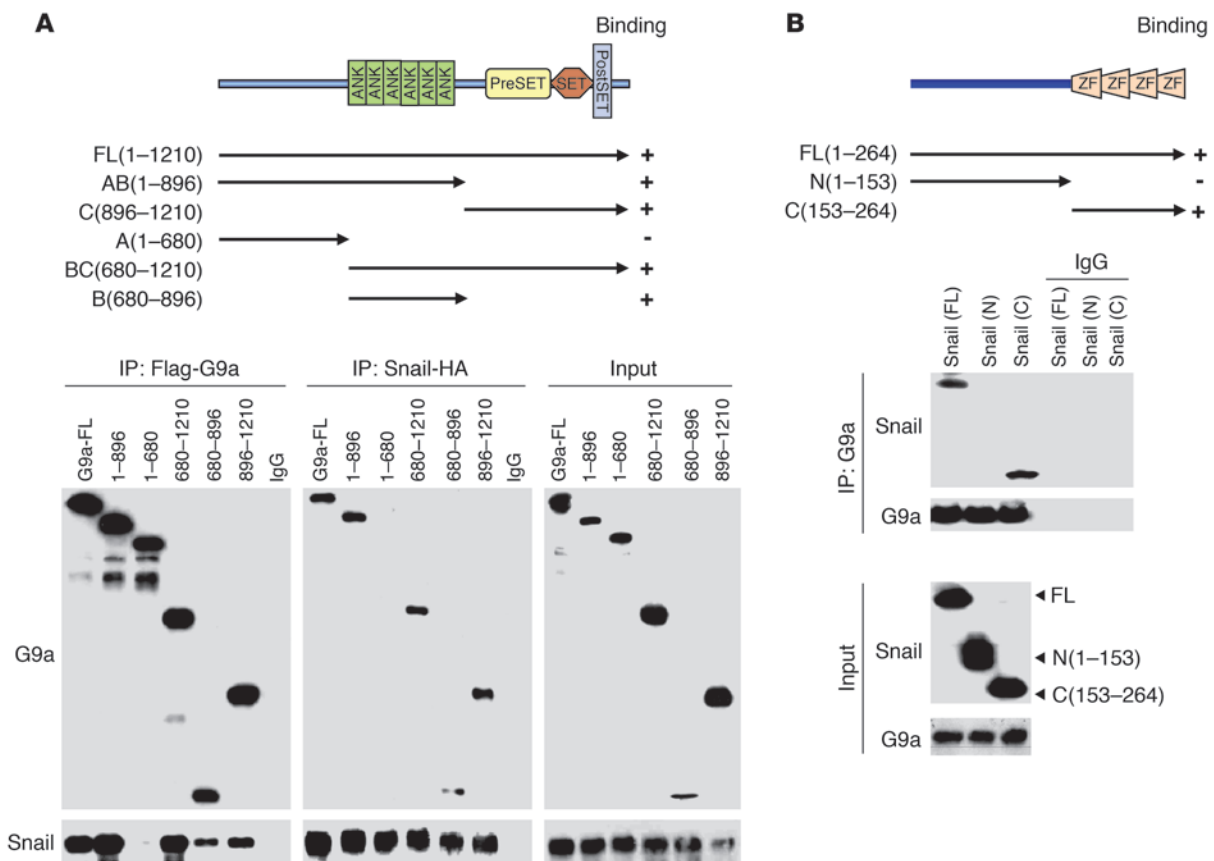 A
Binding
ANK ANK ANK ANK ANK ANK
PreSET SET PostSET
FL(1–1210) +
AB(1–896) +
C(896–1210) +
A(1–680) -
BC(680–1210) +
B(680–896) +
IP: Flag-G9a IP: Snail-HA Input
G9a-FL 1–896 1–680 680–1210 680–896 896–1210 IgG G9a-FL 1–896 1–680 680–1210 680–896 896–1210 IgG G9a-FL 1–896 1–680 680–1210 680–896 896–1210
G9a
Snail
B
Binding
ZF ZF ZF ZF
FL(1–264) +
N(1–153) -
C(153–264) +
IgG
Snail (FL) Snail (N) Snail (C) Snail (FL) Snail (N) Snail (C)
IP: G9a
Snail
G9a
Input
Snail
FL
N(1–153)
C(153–264)
G9a